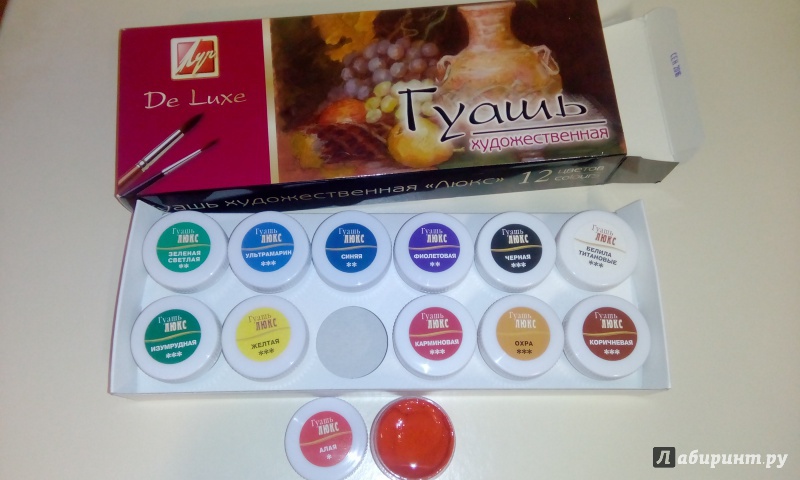 Луч
De Luxe
Гуашь
художественная
гуашь художественная «Люкс» 12 цветов
colours
Гуашь
ЛЮКС
ЗЕЛЕНАЯ
СВЕТЛАЯ
**
Гуашь
ЛЮКС
УЛЬТРАМАРИН
***
Гуашь
ЛЮКС
СИНЯЯ
**
Гуашь
ЛЮКС
ФИОЛЕТОВАЯ
**
Гуашь
ЛЮКС
ЧЕРНАЯ
***
Гуашь
ЛЮКС
БЕЛИЛА
ТИТАНОВЫЕ
***
Гуашь
ЛЮКС
ИЗУМРУДНАЯ
***
Гуашь
ЛЮКС
ЖЕЛТАЯ
***
Гуашь
ЛЮКС
КАРМИНОВАЯ
***
Гуашь
ЛЮКС
ОХРА
***
Гуашь
ЛЮКС
КОРИЧНЕВАЯ
***
Гуашь
ЛЮКС
АЛАЯ
*
Лабиринт.ру